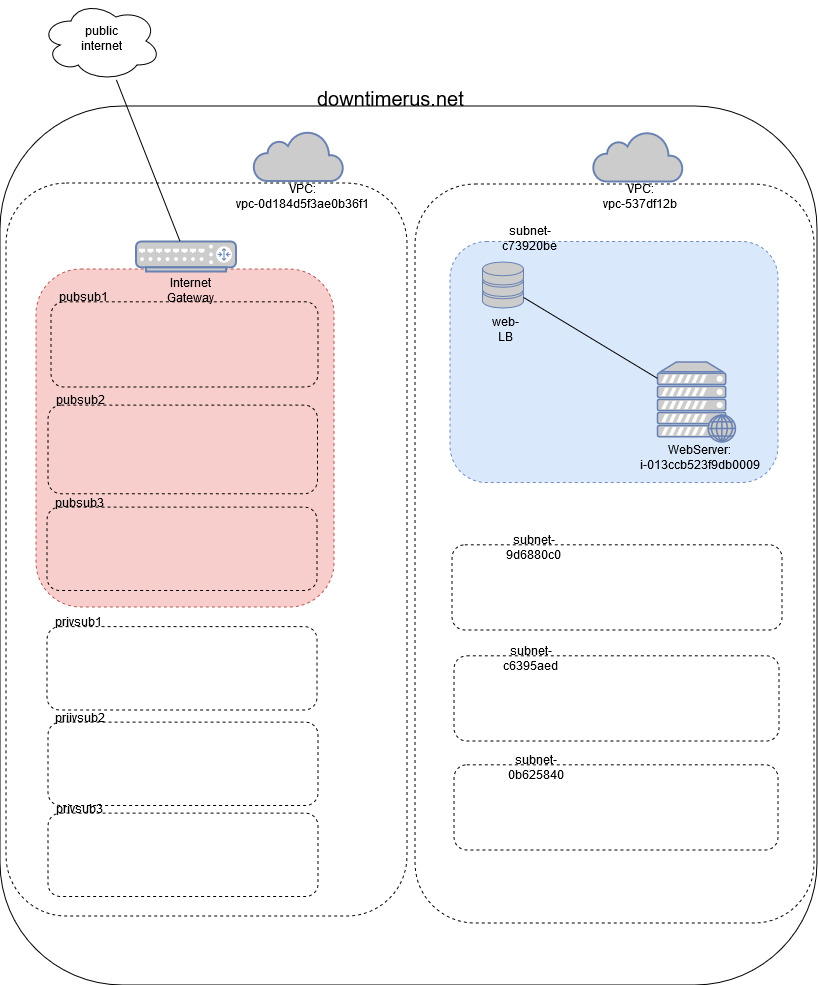 public
internet
downtimerus.net
VPC:
vpc-0d184d5f3ae0b36f1
VPC:
vpc-537df12b
Internet
Gateway
pubsub1
pubsub2
pubsub3
privsub1
priivsub2
privsub3
subnet-
c73920be
web-
LB
WebServer:
i-013ccb523f9db0009
subnet-
9d6880c0
subnet-
c6395aed
subnet-
0b625840